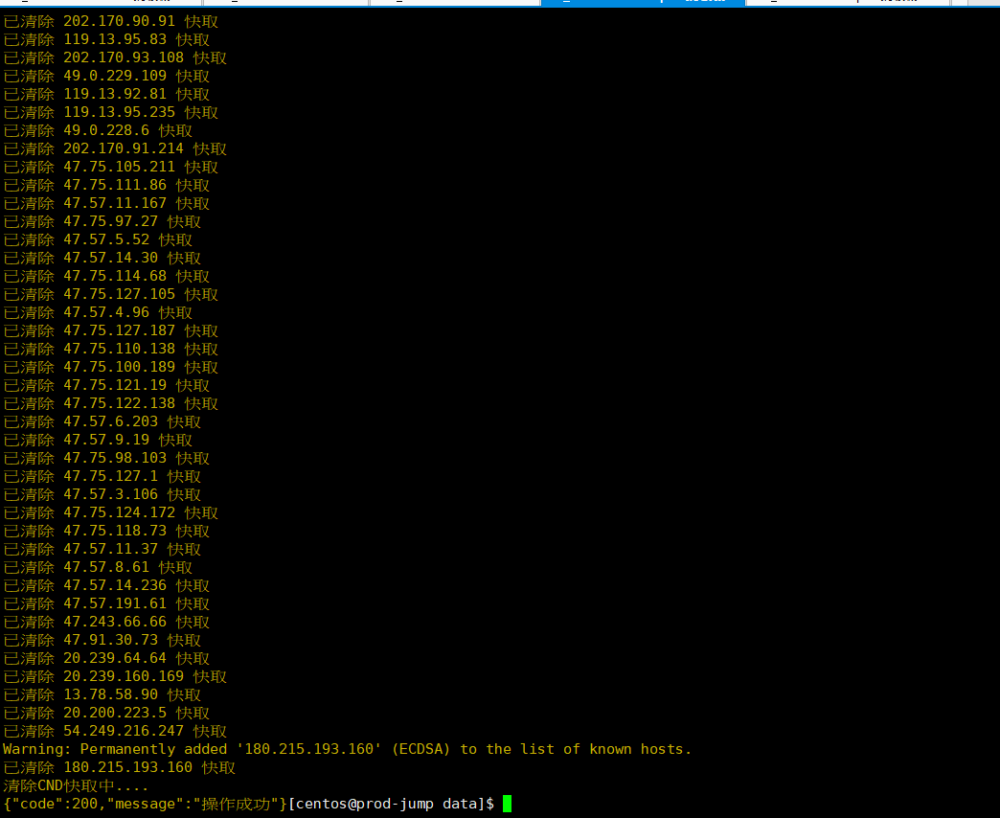 已清除 202.170.90.91 快取
已清除 119.13.95.83 快取
已清除 202.170.93.108 快取
已清除 49.0.229.109 快取
已清除 119.13.92.81 快取
已清除 119.13.95.235 快取
已清除 49.0.228.6 快取
已清除 202.170.91.214 快取
已清除 47.75.105.211 快取
已清除 47.75.111.86 快取
已清除 47.57.11.167 快取
已清除 47.75.97.27 快取
已清除 47.57.5.52 快取
已清除 47.57.14.30 快取
已清除 47.75.114.68 快取
已清除 47.75.127.105 快取
已清除 47.57.4.96 快取
已清除 47.75.127.187 快取
已清除 47.75.110.138 快取
已清除 47.75.100.189 快取
已清除 47.75.121.19 快取
已清除 47.75.122.138 快取
已清除 47.57.6.203 快取
已清除 47.57.9.19 快取
已清除 47.75.98.103 快取
已清除 47.75.127.1 快取
已清除 47.57.3.106 快取
已清除 47.75.124.172 快取
已清除 47.75.118.73 快取
已清除 47.57.11.37 快取
已清除 47.57.8.61 快取
已清除 47.57.14.236 快取
已清除 47.57.191.61 快取
已清除 47.243.66.66 快取
已清除 47.91.30.73 快取
已清除 20.239.64.64 快取
已清除 20.239.160.169 快取
已清除 13.78.58.90 快取
已清除 20.200.223.5 快取
已清除 54.249.216.247 快取
Warning: Permanently added '180.215.193.160' (ECDSA) to the list of known hosts.
已清除 180.215.193.160 快取
清除CND快取中....
{"code":200,"message":"操作成功"}[centos@prod-jump data]$